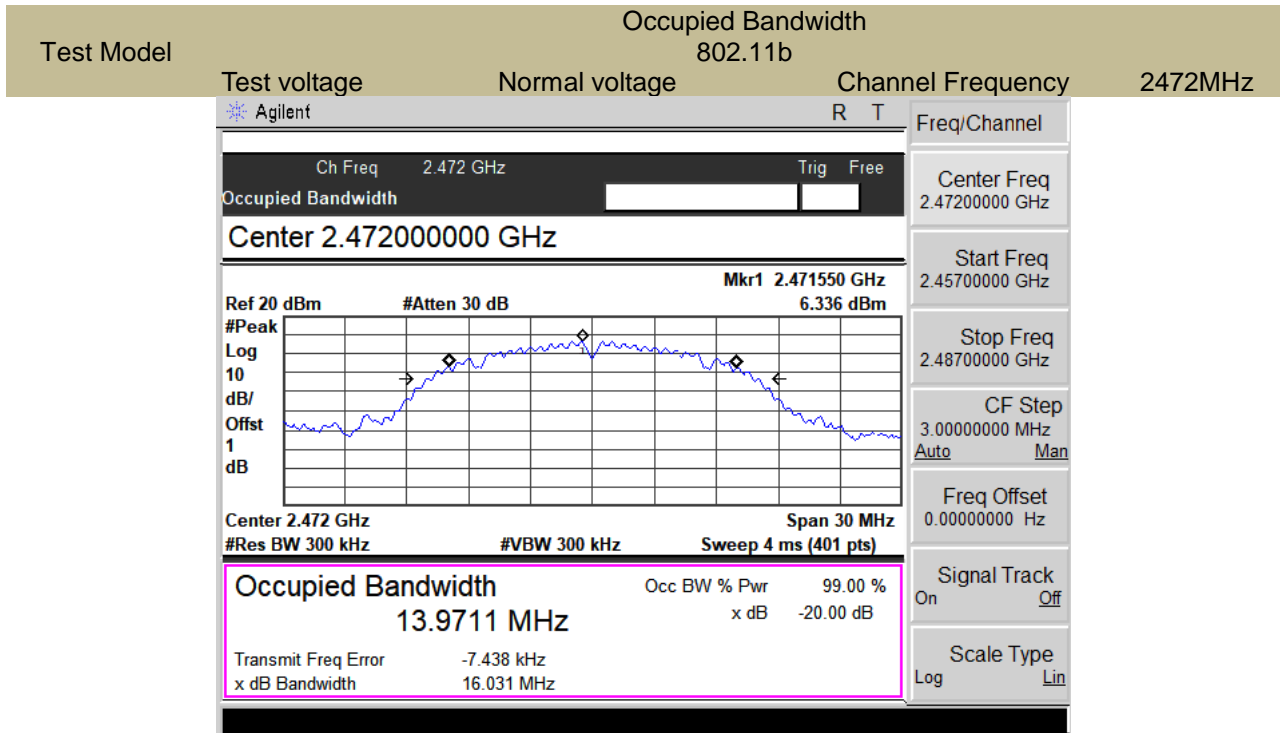 Occupied Bandwidth
Test Model 802.11b
Test voltage Normal voltage Channel Frequency 2472MHz
Agilent R T
Freq/Channel
Ch Freq 2.472 GHz Trig Free
Occupied Bandwidth
Center Freq
2.47200000 GHz
Center 2.472000000 GHz
Start Freq
2.45700000 GHz
Mkr1 2.471550 GHz
Ref 20 dBm #Atten 30 dB 6.336 dBm
#Peak
Log
10
dB/
Offst
1
dB
1
Stop Freq
2.48700000 GHz
CF Step
3.00000000 MHz
Auto Man
Center 2.472 GHz Span 30 MHz
#Res BW 300 kHz #VBW 300 kHz Sweep 4 ms (401 pts)
Freq Offset
0.00000000 Hz
Occupied Bandwidth Occ BW % Pwr 99.00 %
13.9711 MHz x dB -20.00 dB
Signal Track
On Off
Transmit Freq Error -7.438 kHz
x dB Bandwidth 16.031 MHz
Scale Type
Log Lin